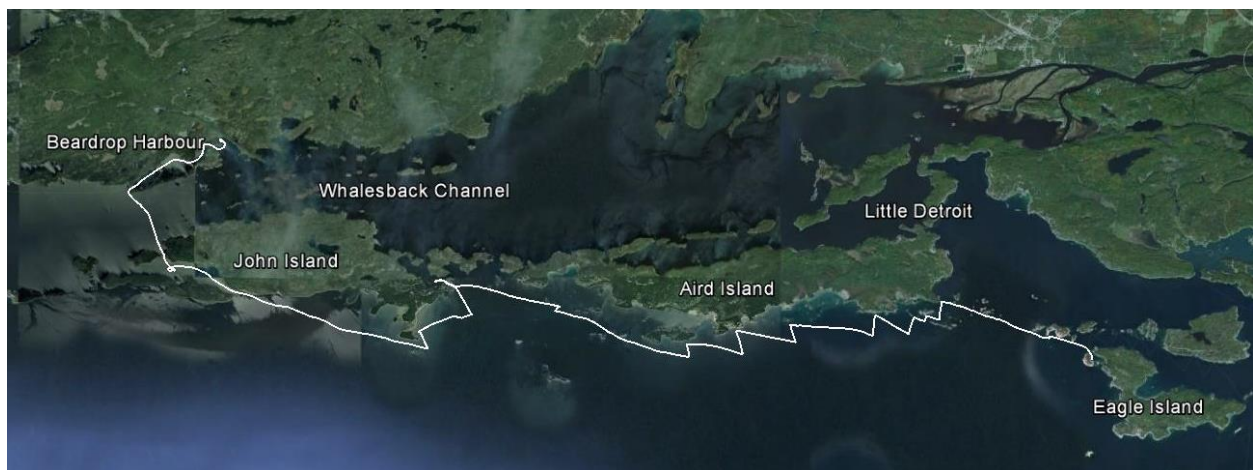 Beardrop Harbour
Whalesback Channel
Little Detroit
John Island
Aird Island
Eagle Island